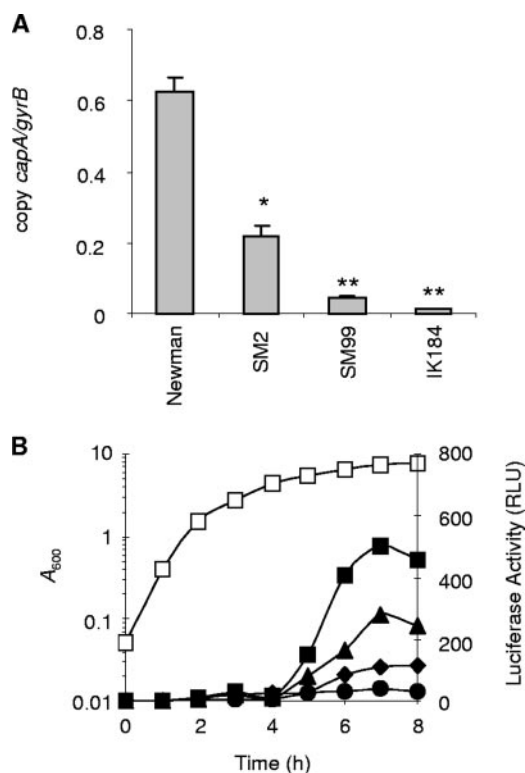 A
copy capA/gyrB
0.8
0.6
0.4
0.2
0
*
**
**
Newman
SM2
SM99
IK184
B
A600
10
1
0.1
0.01
800
600
400
200
0
Luciferase Activity (RLU)
0 2 4 6 8
Time (h)